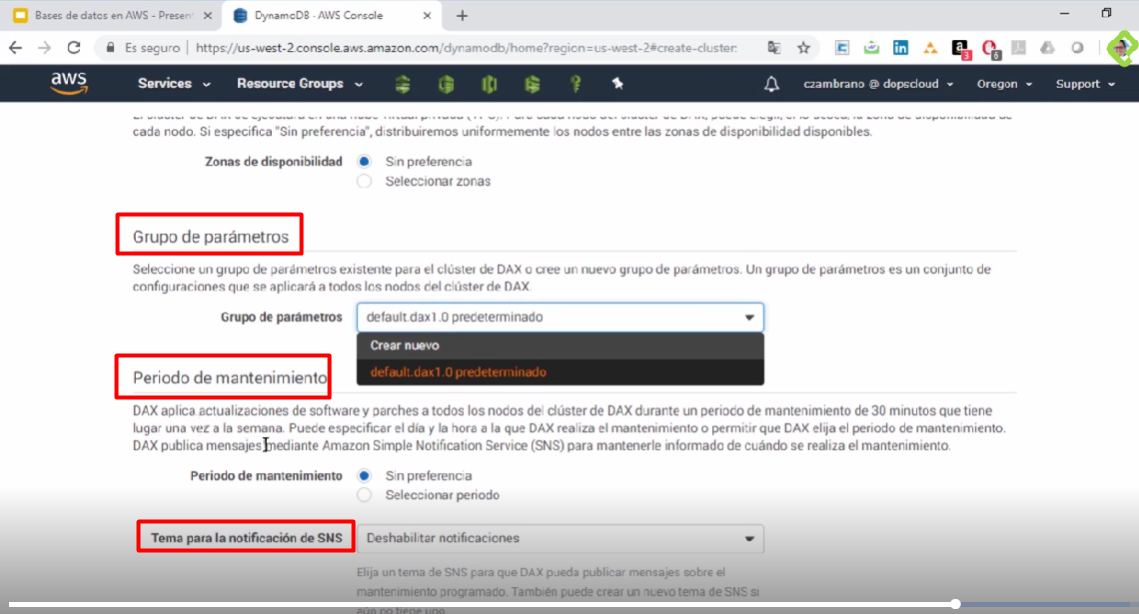 Bases de datos en AWS - Present
DynamoDB - AWS Console
Es seguro
https://us-west-2.console.aws.amazon.com/dynamodb/home?region=us-west-2#create-cluster:
a 3
6
aws
Services
Resource Groups
czambrano @ dopscloud
Oregon
Support
cada nodo. Si especifica "Sin preferencia", distribuiremos uniformemente los nodos entre las zonas de disponibilidad disponibles.
Zonas de disponibilidad
Sin preferencia
Seleccionar zonas
Grupo de parámetros
Seleccione un grupo de parámetros existente para el clúster de DAX o cree un nuevo grupo de parámetros. Un grupo de parámetros es un conjunto de
configuraciones que se aplicará a todos los nodos del clúster de DAX.
Grupo de parámetros
default.dax1.0 predeterminado
Crear nuevo
default.dax1.0 predeterminado
Periodo de mantenimiento
DAX aplica actualizaciones de software y parches a todos los nodos del clúster de DAX durante un periodo de mantenimiento de 30 minutos que tiene
lugar una vez a la semana. Puede especificar el día y la hora a la que DAX realiza el mantenimiento o permitir que DAX elija el periodo de mantenimiento.
DAX publica mensajes mediante Amazon Simple Notification Service (SNS) para mantenerle informado de cuándo se realiza el mantenimiento.
Periodo de mantenimiento
Sin preferencia
Seleccionar periodo
Tema para la notificación de SNS
Deshabilitar notificaciones
Elija un tema de SNS para que DAX pueda publicar mensajes sobre el
mantenimiento programado. También puede crear un nuevo tema de SNS si
aún no tiene uno.